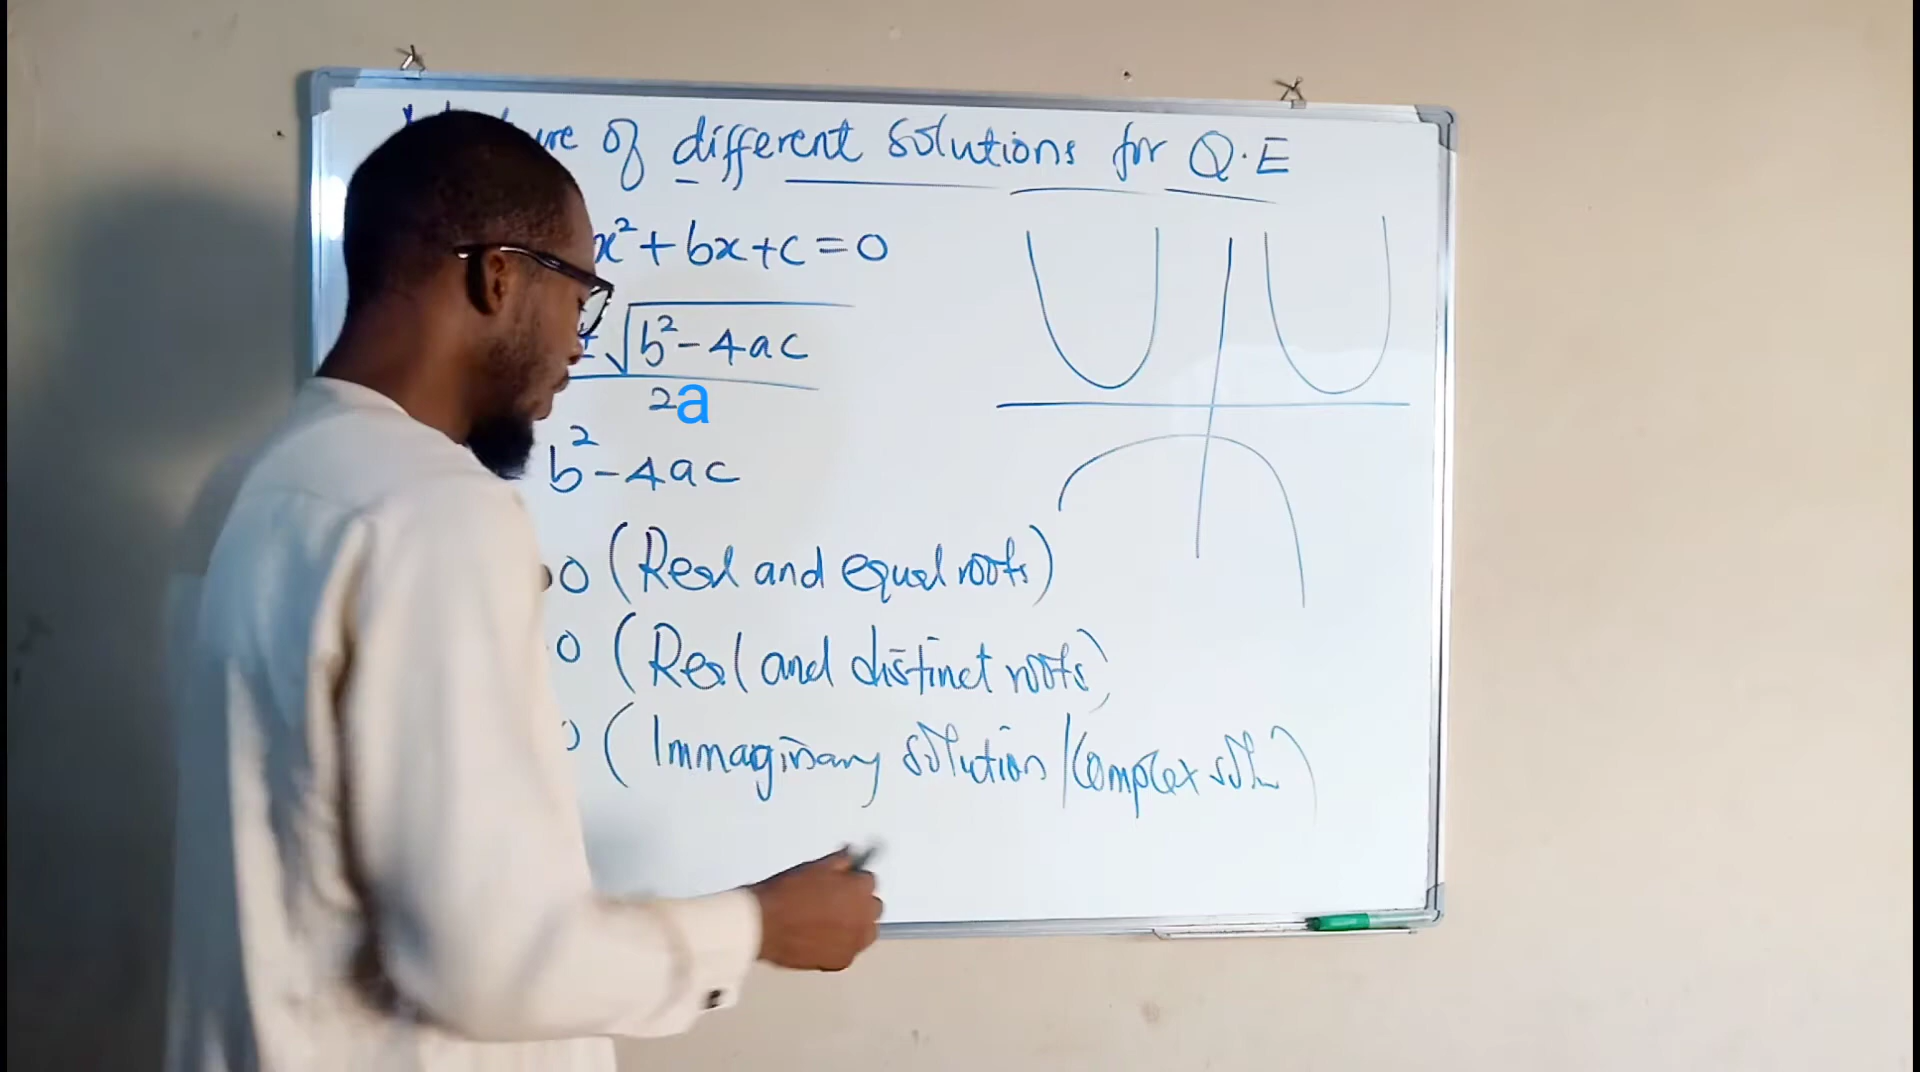 of different solutions for Q.E
x² + bx + c = 0
± √b² - 4ac
2a
b² - 4ac
0 (Real and equal roots)
0 (Real and distinct roots)
(Immaginary solution / Complex soln)